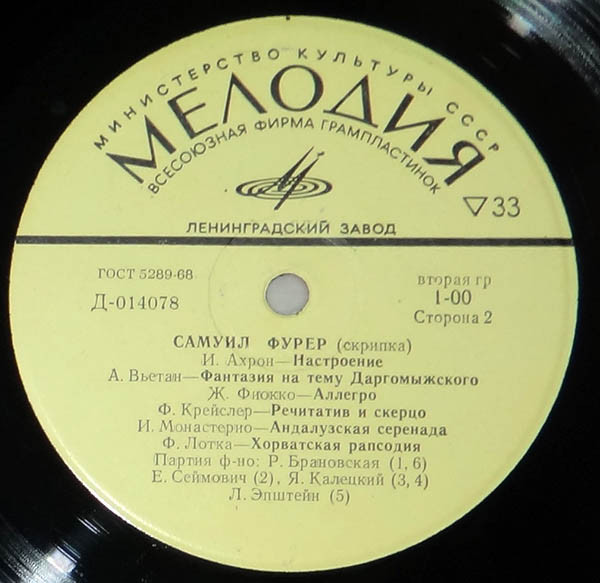 МИНИСТЕРСТВО КУЛЬТУРЫ СССР
МЕЛОДИЯ
ВСЕСОЮЗНАЯ ФИРМА ГРАМПЛАСТИНОК
▽33
ЛЕНИНГРАДСКИЙ ЗАВОД
ГОСТ 5289-68
вторая гр
Д-014078
1-00
Сторона 2
САМУИЛ ФУРЕР (скрипка)
И. Ахрон—Настроение
А. Вьетан—Фантазия на тему Даргомыжского
Ж. Фиокко—Аллегро
Ф. Крейслер—Речитатив и скерцо
И. Монастерио—Андалузская серенада
Ф. Лотка—Хорватская рапсодия
Партия ф-но: Р. Брановская (1, 6)
Е. Сеймович (2), Я. Калецкий (3, 4)
Л. Эпштейн (5)